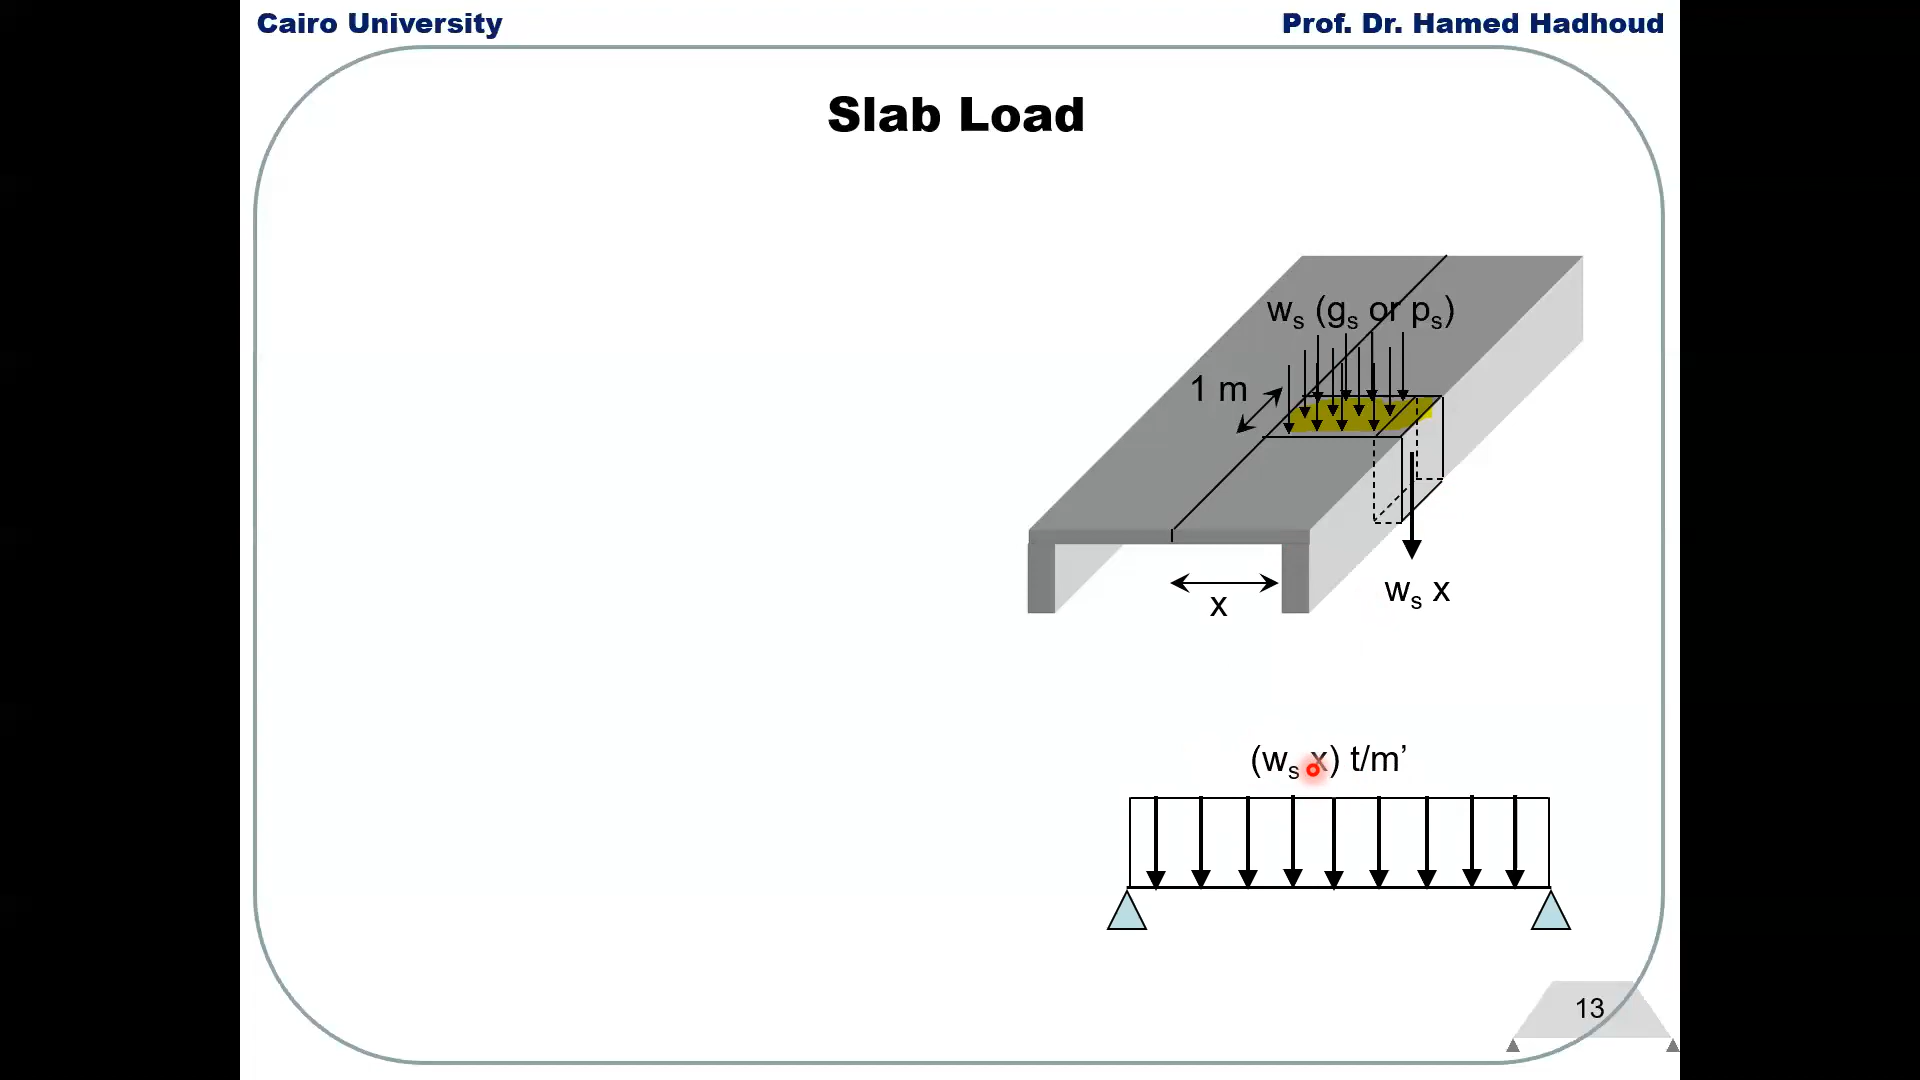 Cairo University
Prof. Dr. Hamed Hadhoud
Slab Load
wₛ (gₛ or pₛ)
1 m
x
wₛ x
(wₛ x) t/m’
13